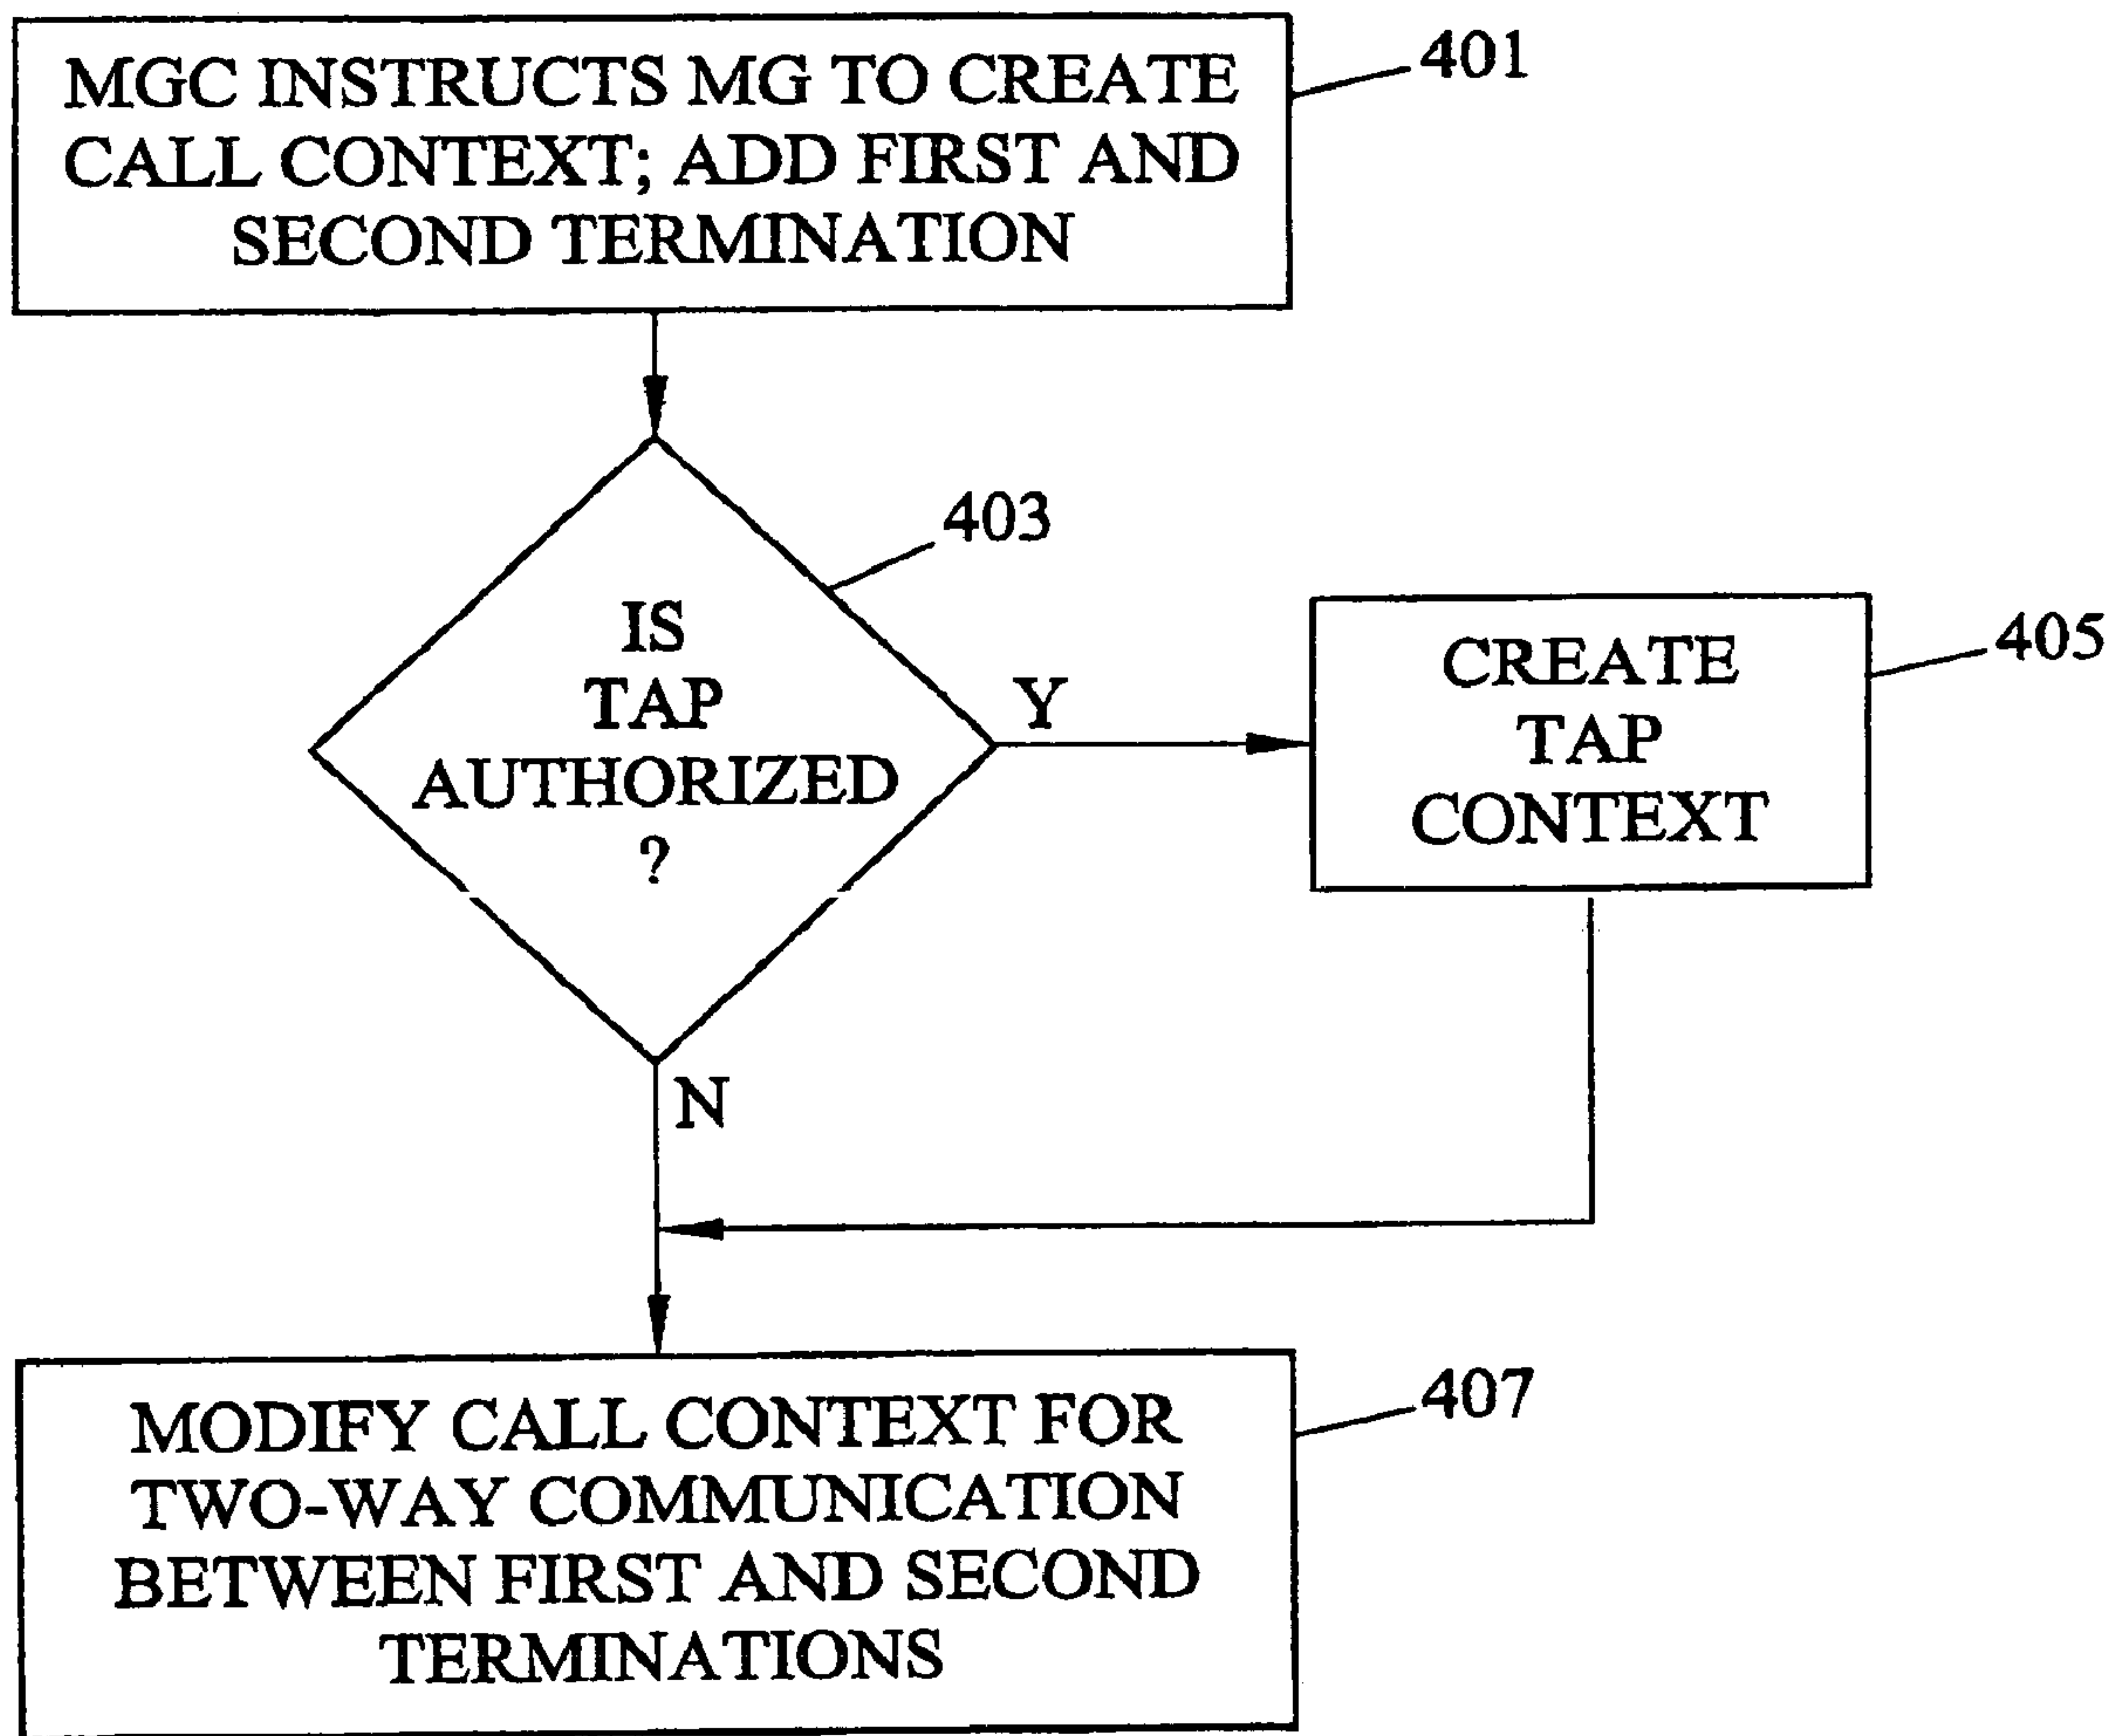 MGC INSTRUCTS MG TO CREATE
CALL CONTEXT; ADD FIRST AND
SECOND TERMINATION
401
403
IS
TAP
AUTHORIZED
?
Y
CREATE
TAP
CONTEXT
405
N
MODIFY CALL CONTEXT FOR
TWO-WAY COMMUNICATION
BETWEEN FIRST AND SECOND
TERMINATIONS
407